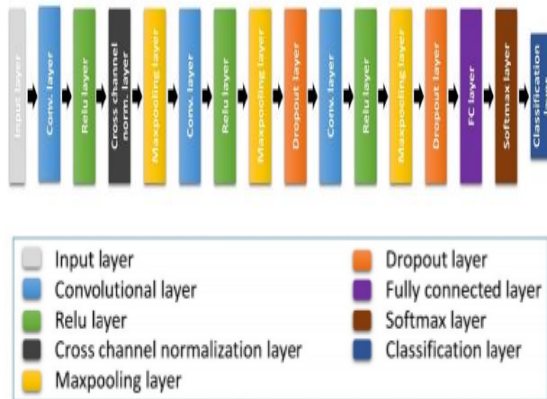 Input layer
Conv. layer
Relu layer
Cross channel
norm. layer
Maxpooling layer
Conv. layer
Relu layer
Maxpooling layer
Dropout layer
Conv. layer
Relu layer
Maxpooling layer
Dropout layer
FC layer
Softmax layer
Classification
Input layer
Convolutional layer
Relu layer
Cross channel normalization layer
Maxpooling layer
Dropout layer
Fully connected layer
Softmax layer
Classification layer